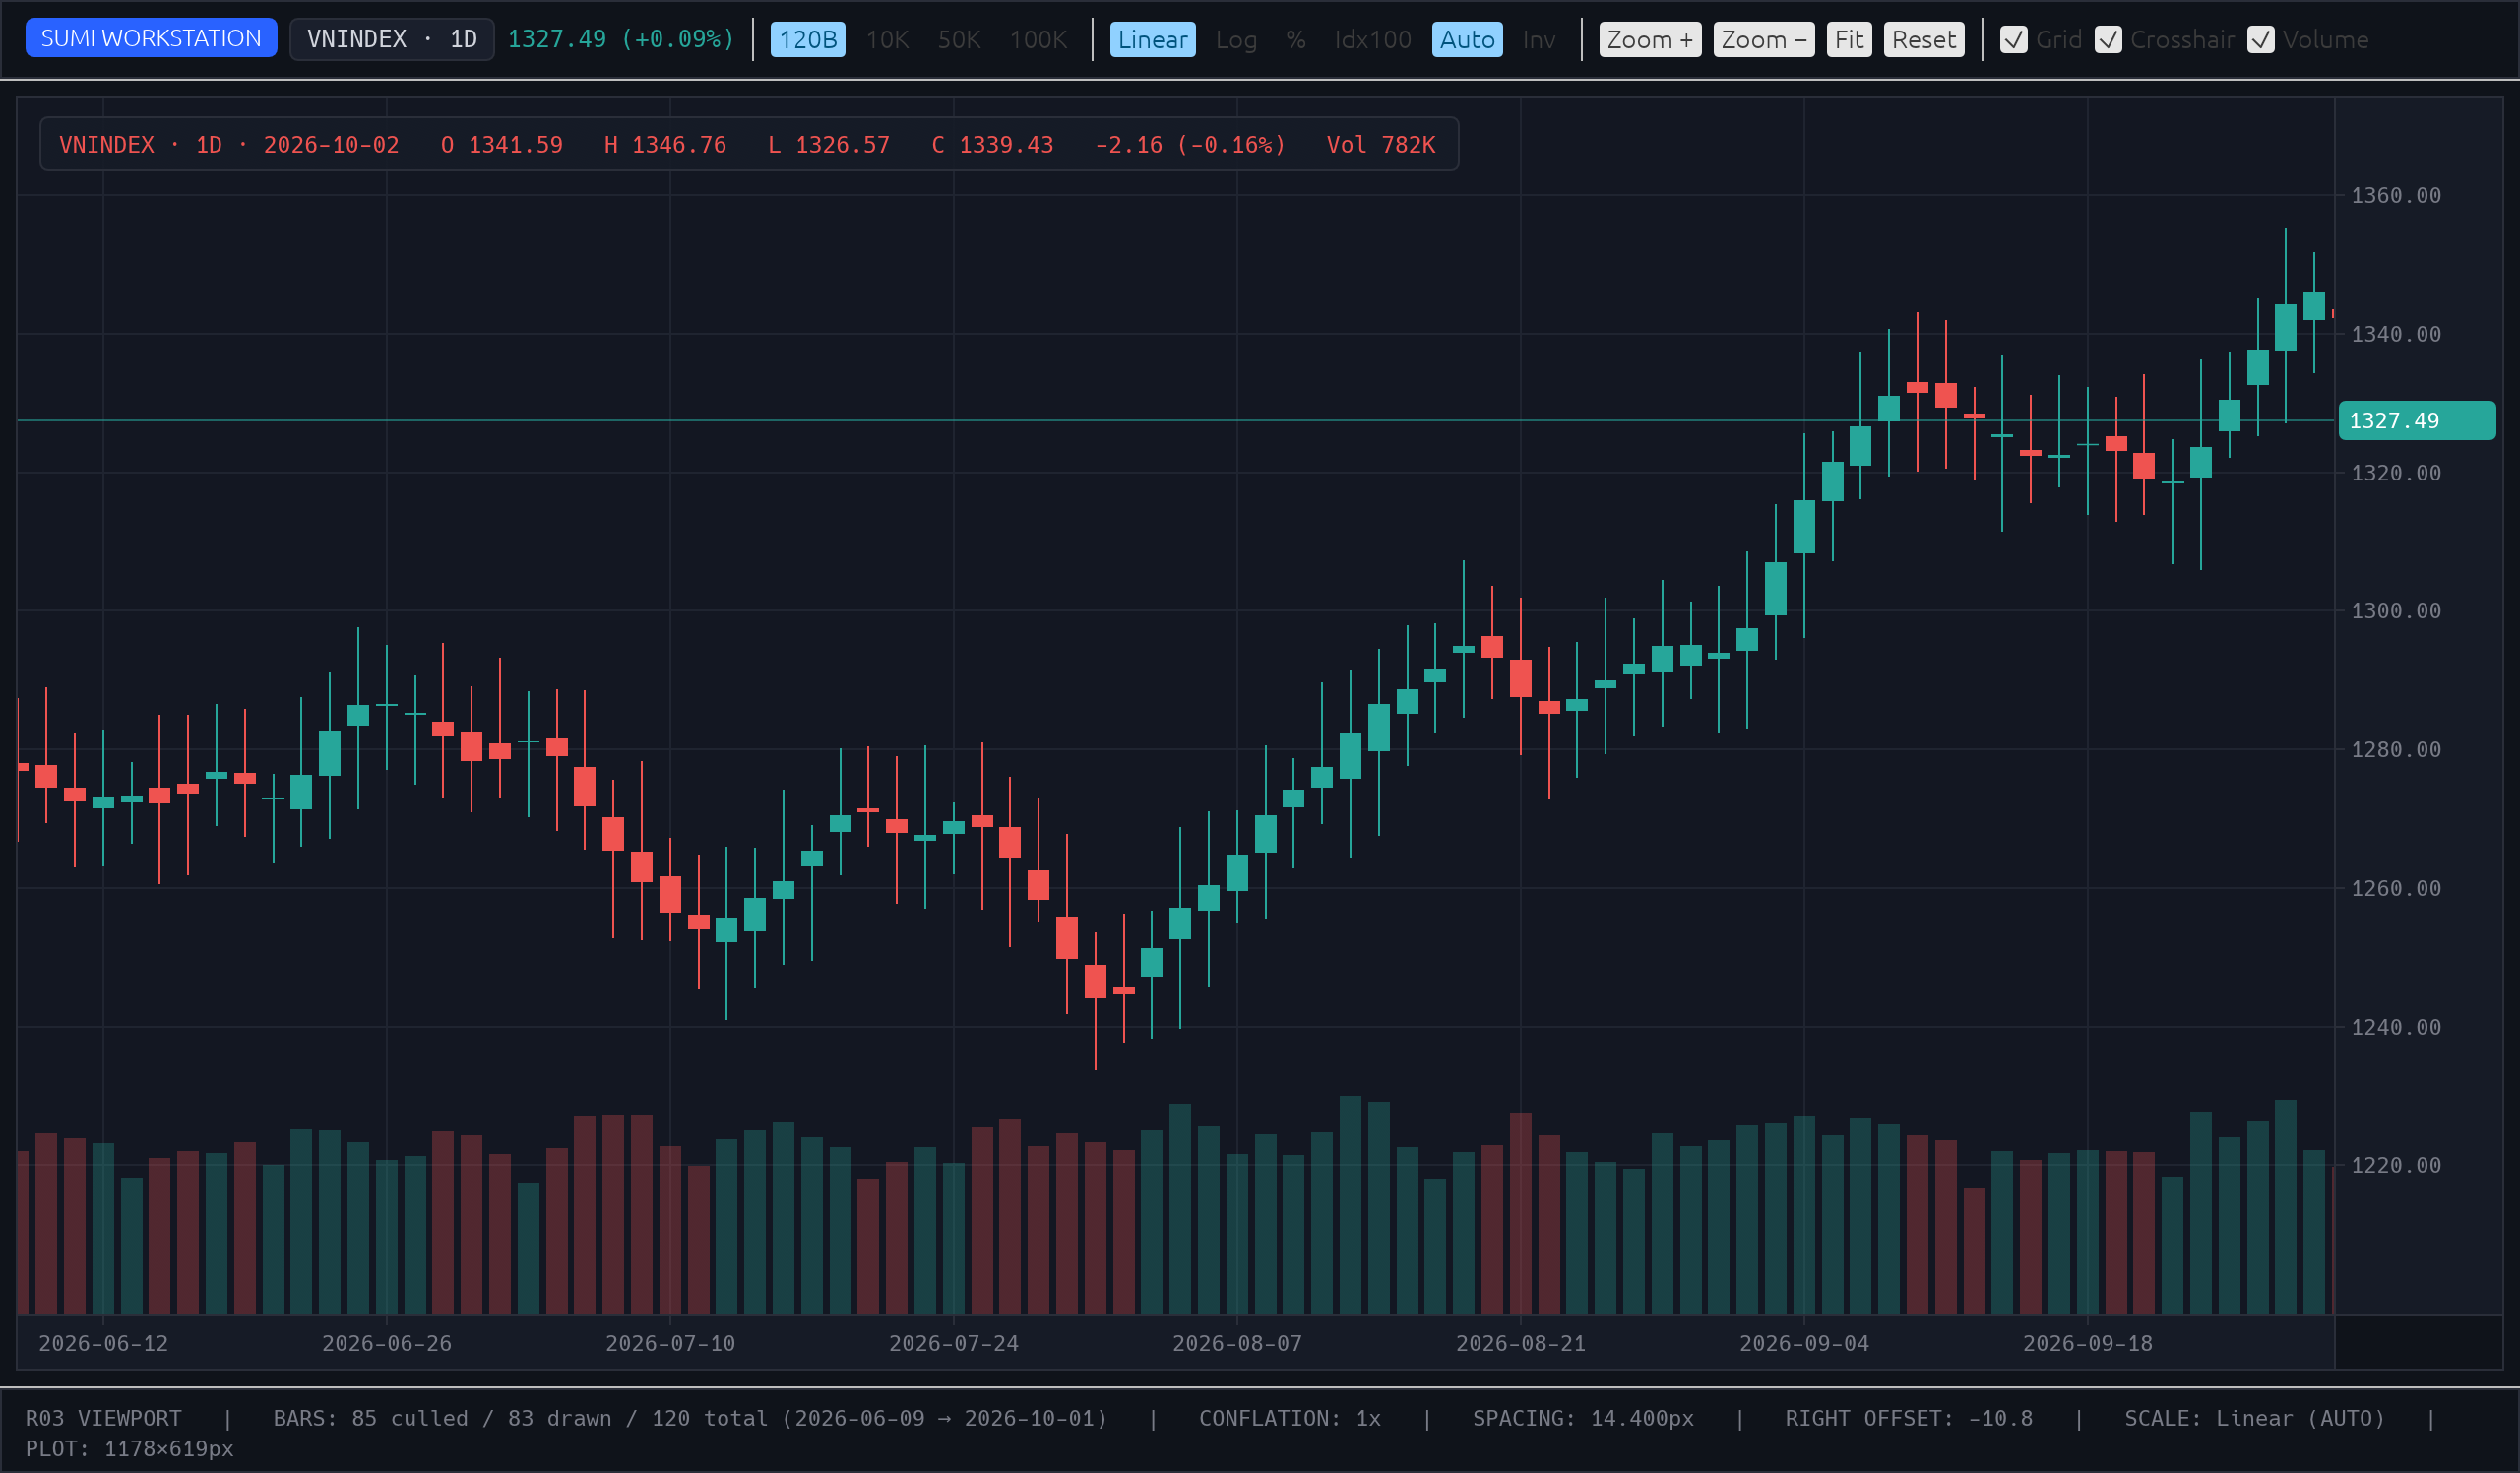 SUMI WORKSTATION VNINDEX · 1D 1327.49 (+0.09%) 120B 10K 50K 100K Linear Log % Idx100 Auto Inv Zoom + Zoom − Fit Reset Grid Crosshair Volume
VNINDEX · 1D · 2026-10-02 O 1341.59 H 1346.76 L 1326.57 C 1339.43 −2.16 (−0.16%) Vol 782K
1360.00
1340.00
1327.49
1320.00
1300.00
1280.00
1260.00
1240.00
1220.00
2026-06-12 2026-06-26 2026-07-10 2026-07-24 2026-08-07 2026-08-21 2026-09-04 2026-09-18
R03 VIEWPORT | BARS: 85 culled / 83 drawn / 120 total (2026-06-09 → 2026-10-01) | CONFLATION: 1x | SPACING: 14.400px | RIGHT OFFSET: -10.8 | SCALE: Linear (AUTO) |
PLOT: 1178×619px